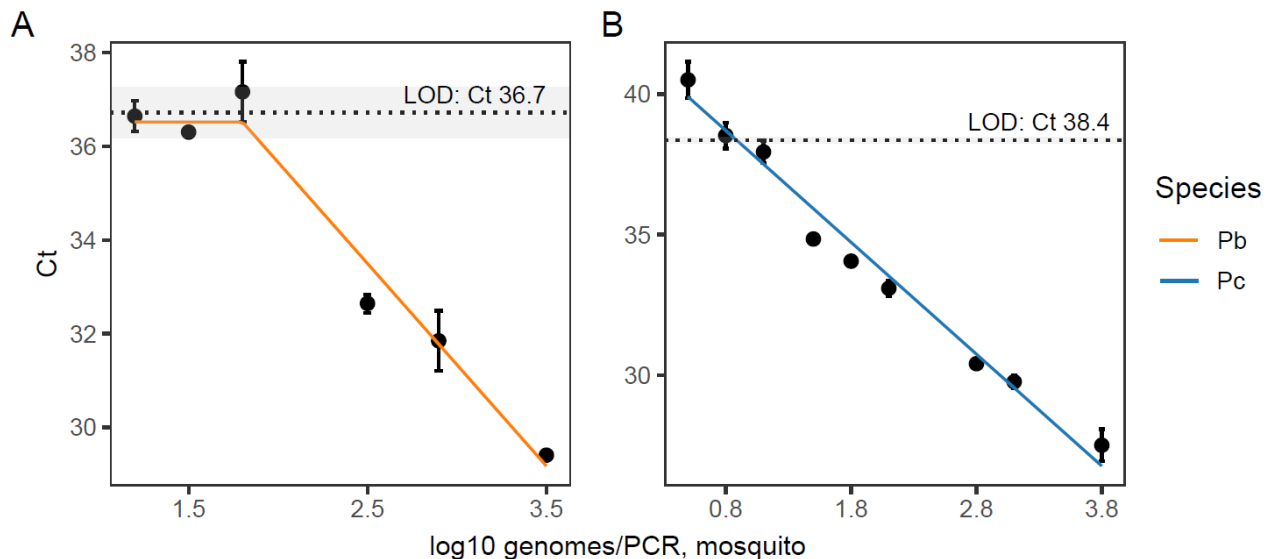 A
B
38
36
34
32
30
LOD: Ct 36.7
Ct
1.5
2.5
3.5
40
35
30
LOD: Ct 38.4
0.8
1.8
2.8
3.8
log10 genomes/PCR, mosquito
Species
Pb
Pc